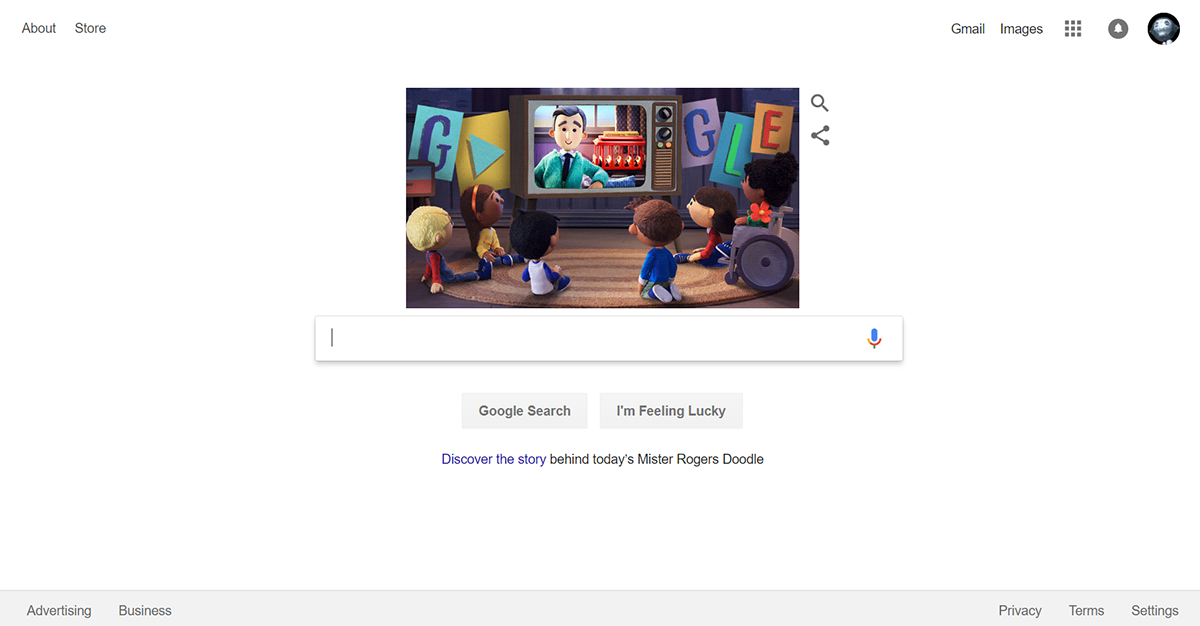 About Store
Gmail Images
G GLE
Google Search I'm Feeling Lucky
Discover the story behind today's Mister Rogers Doodle
Advertising Business
Privacy Terms Settings